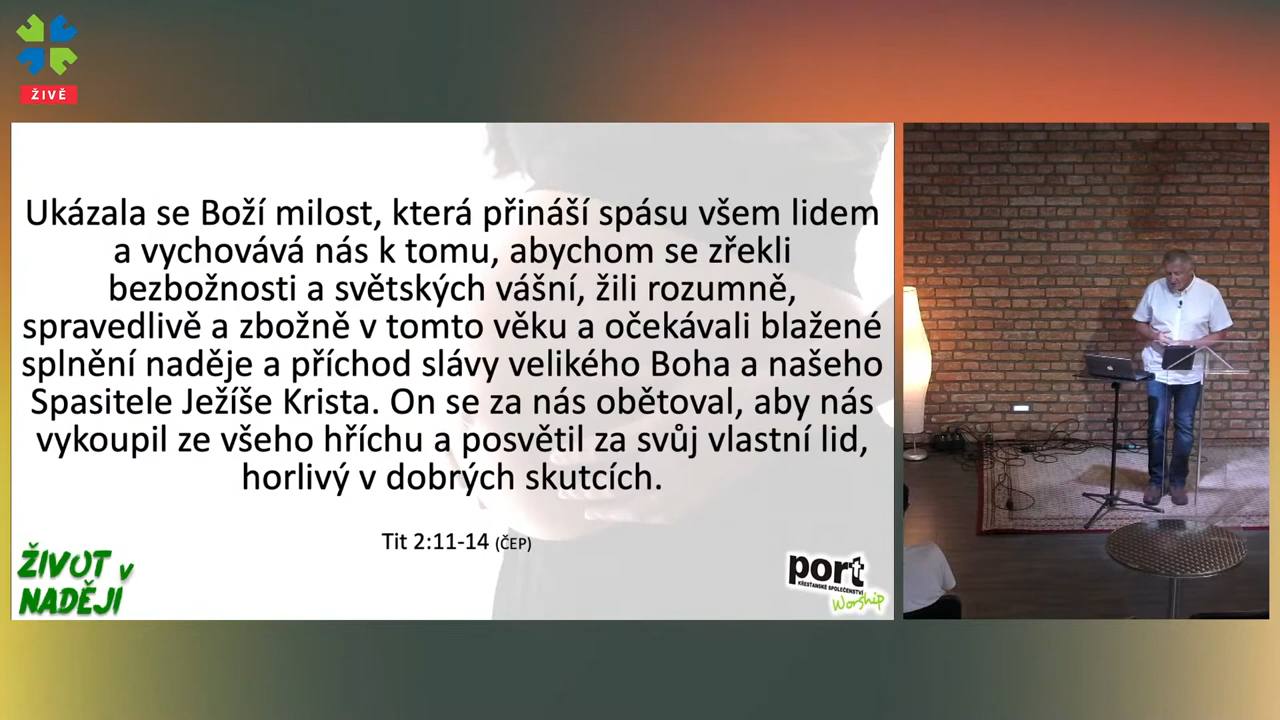 ŽIVĚ
Ukázala se Boží milost, která přináší spásu všem lidem
a vychovává nás k tomu, abychom se zřekli
bezbožnosti a světských vášní, žili rozumně,
spravedlivě a zbožně v tomto věku a očekávali blažené
splnění naděje a příchod slávy velikého Boha a našeho
Spasitele Ježíše Krista. On se za nás obětoval, aby nás
vykoupil ze všeho hříchu a posvětil za svůj vlastní lid,
horlivý v dobrých skutcích.
Tit 2:11-14 (ČEP)
ŽIVOT v
NADĚJI
port
KŘESŤANSKÉ SPOLEČENSTVÍ
Worship